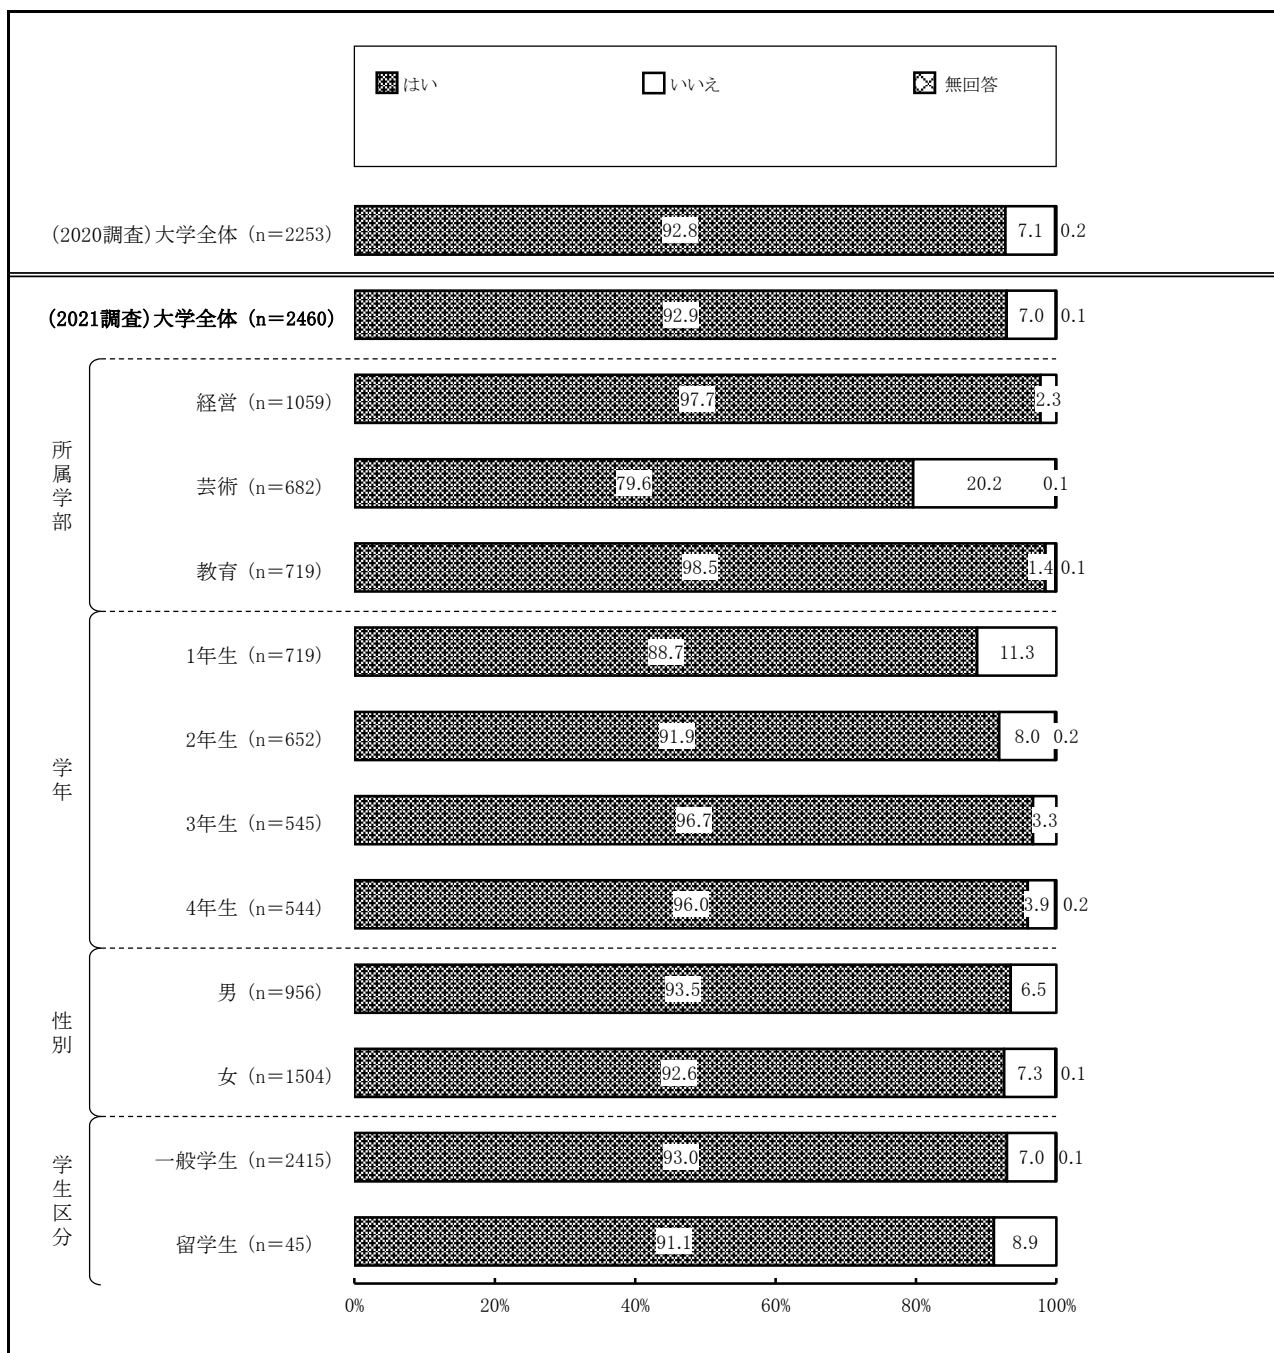 はい いいえ 無回答
(2020調査)大学全体 (n＝2253) 92.8 7.1 0.2
(2021調査)大学全体 (n＝2460) 92.9 7.0 0.1
所属学部
経営 (n＝1059) 97.7 2.3
芸術 (n＝682) 79.6 20.2 0.1
教育 (n＝719) 98.5 1.4 0.1
学年
1年生 (n＝719) 88.7 11.3
2年生 (n＝652) 91.9 8.0 0.2
3年生 (n＝545) 96.7 3.3
4年生 (n＝544) 96.0 3.9 0.2
性別
男 (n＝956) 93.5 6.5
女 (n＝1504) 92.6 7.3 0.1
学生区分
一般学生 (n＝2415) 93.0 7.0 0.1
留学生 (n＝45) 91.1 8.9
0% 20% 40% 60% 80% 100%